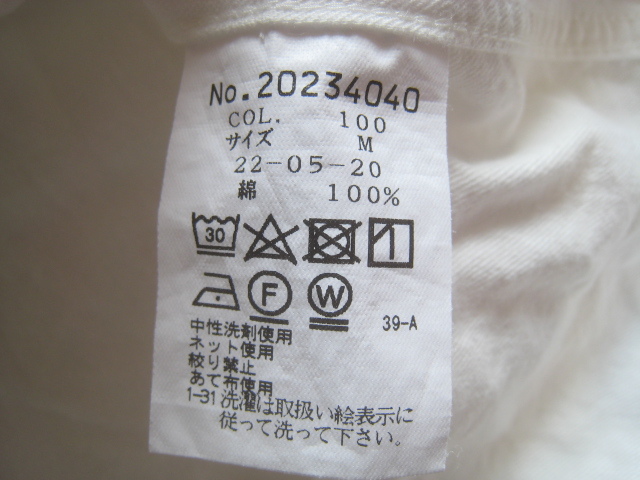 No.20234040
COL. 100
サイズ M
22-05-20
綿 100%
30
F W 39-A
中性洗剤使用
ネット使用
絞り禁止
あて布使用
1-31 洗濯は取扱い絵表示に
従って洗って下さい。